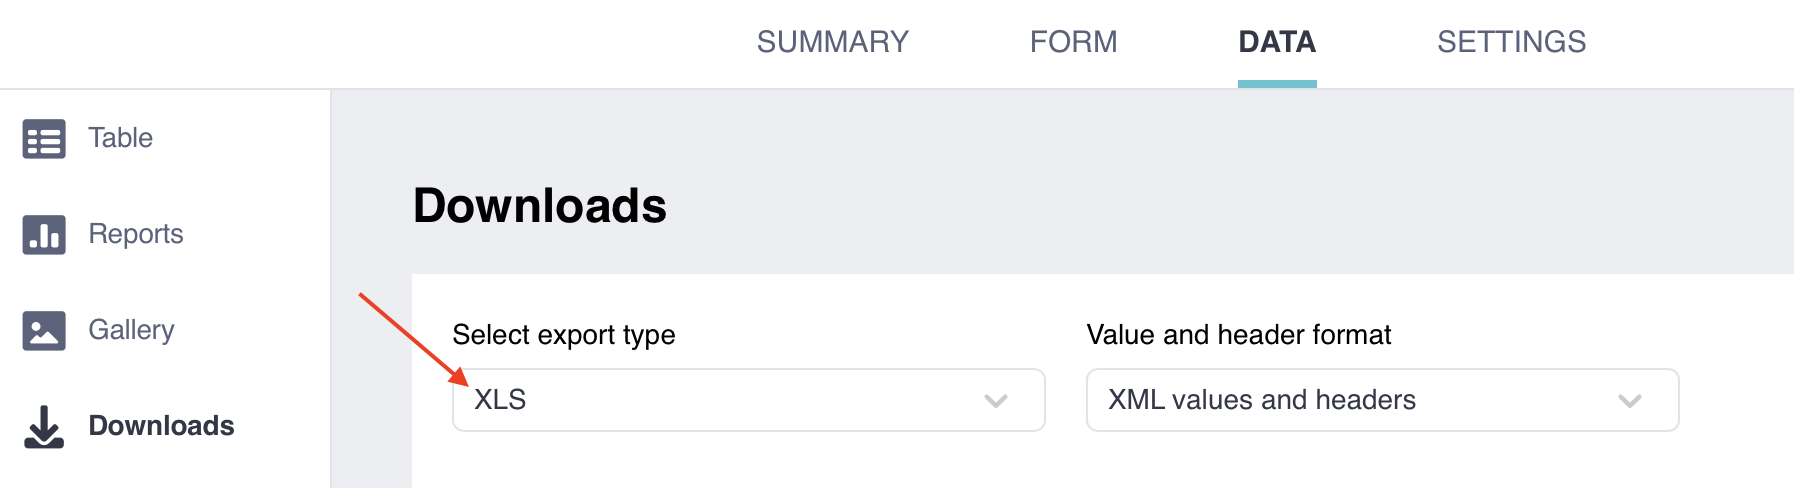 SUMMARY FORM DATA SETTINGS
Table
Reports
Gallery
Downloads
Downloads
Select export type
XLS
Value and header format
XML values and headers